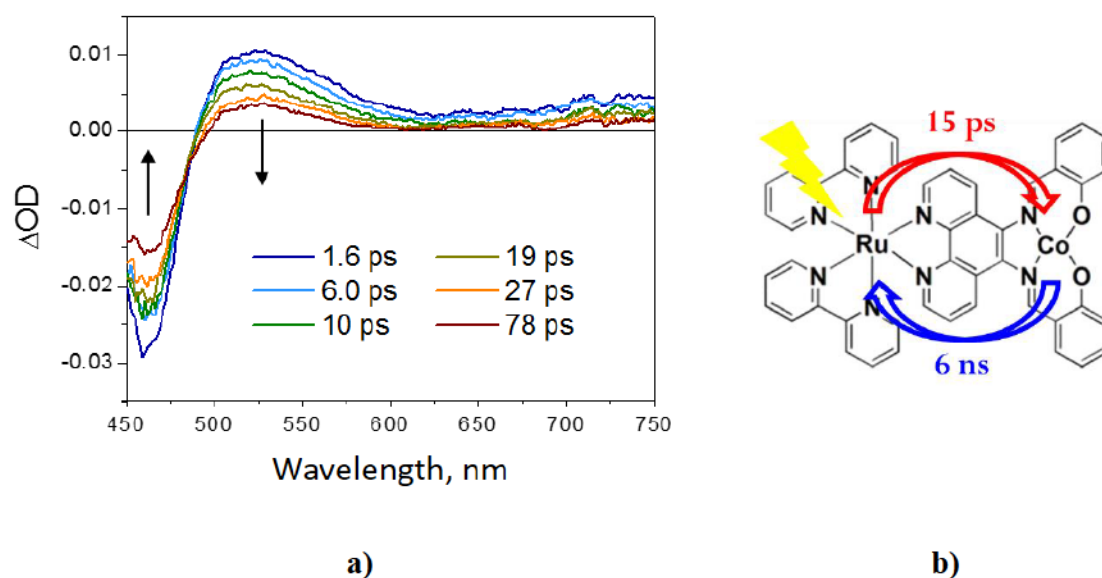 0.01
0.00
-0.01
-0.02
-0.03
ΔOD
1.6 ps
6.0 ps
10 ps
19 ps
27 ps
78 ps
450 500 550 600 650 700 750
Wavelength, nm
a)
15 ps
N
N N N O
Ru Co
N N N O
N
6 ns
b)